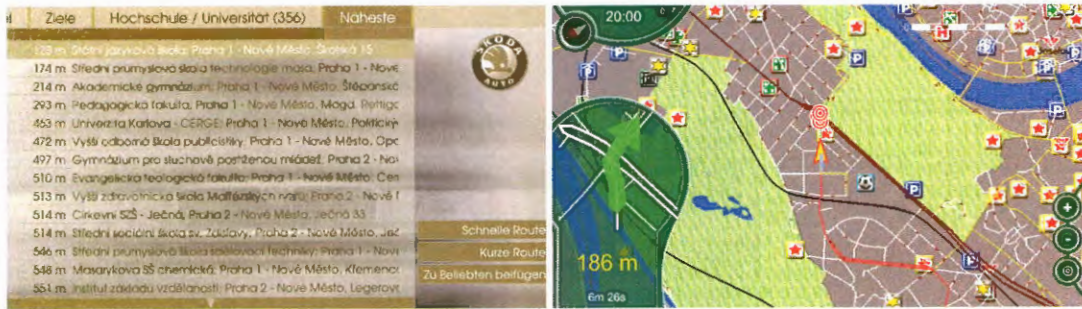 Ziele Hochschule / Universität (356) Näheste
128 m Státní jazyková škola; Praha 1 - Nové Město, Školská 15
174 m Střední průmyslová škola technologie masa; Praha 1 - Nové
214 m Akademické gymnázium; Praha 1 - Nové Město, Štěpánská
293 m Pedagogická fakulta; Praha 1 - Nové Město, Magd. Rettigo
463 m Univerzita Karlova - CERGE; Praha 1 - Nové Město, Politický
472 m Vyšší odborná škola publicistiky; Praha 1 - Nové Město, Opa
497 m Gymnázium pro sluchově postiženou mládež; Praha 2 - No
510 m Evangelická teologická fakulta; Praha 1 - Nové Město, Čer
513 m Vyšší zdravotnická škola Praha 2 - Nové
514 m Církevní SZŠ - Ječná; Praha 2 - Nové Město, Ječná 33
514 m Střední sociální škola sv. Zdislavy; Praha 2 - Nové Město, Ječ
546 m Střední průmyslová škola sdělovací techniky; Praha 1 - Nov
548 m Masarykova SŠ chemická; Praha 1 - Nové Město, Křemenc
551 m Institut základů vzdělanosti; Praha 2 - Nové Město, Legerov
ŠKODA
AUTO
Schnelle Route
Kurze Route
Zu Beliebten beifügen
20:00
186 m
6m 26s